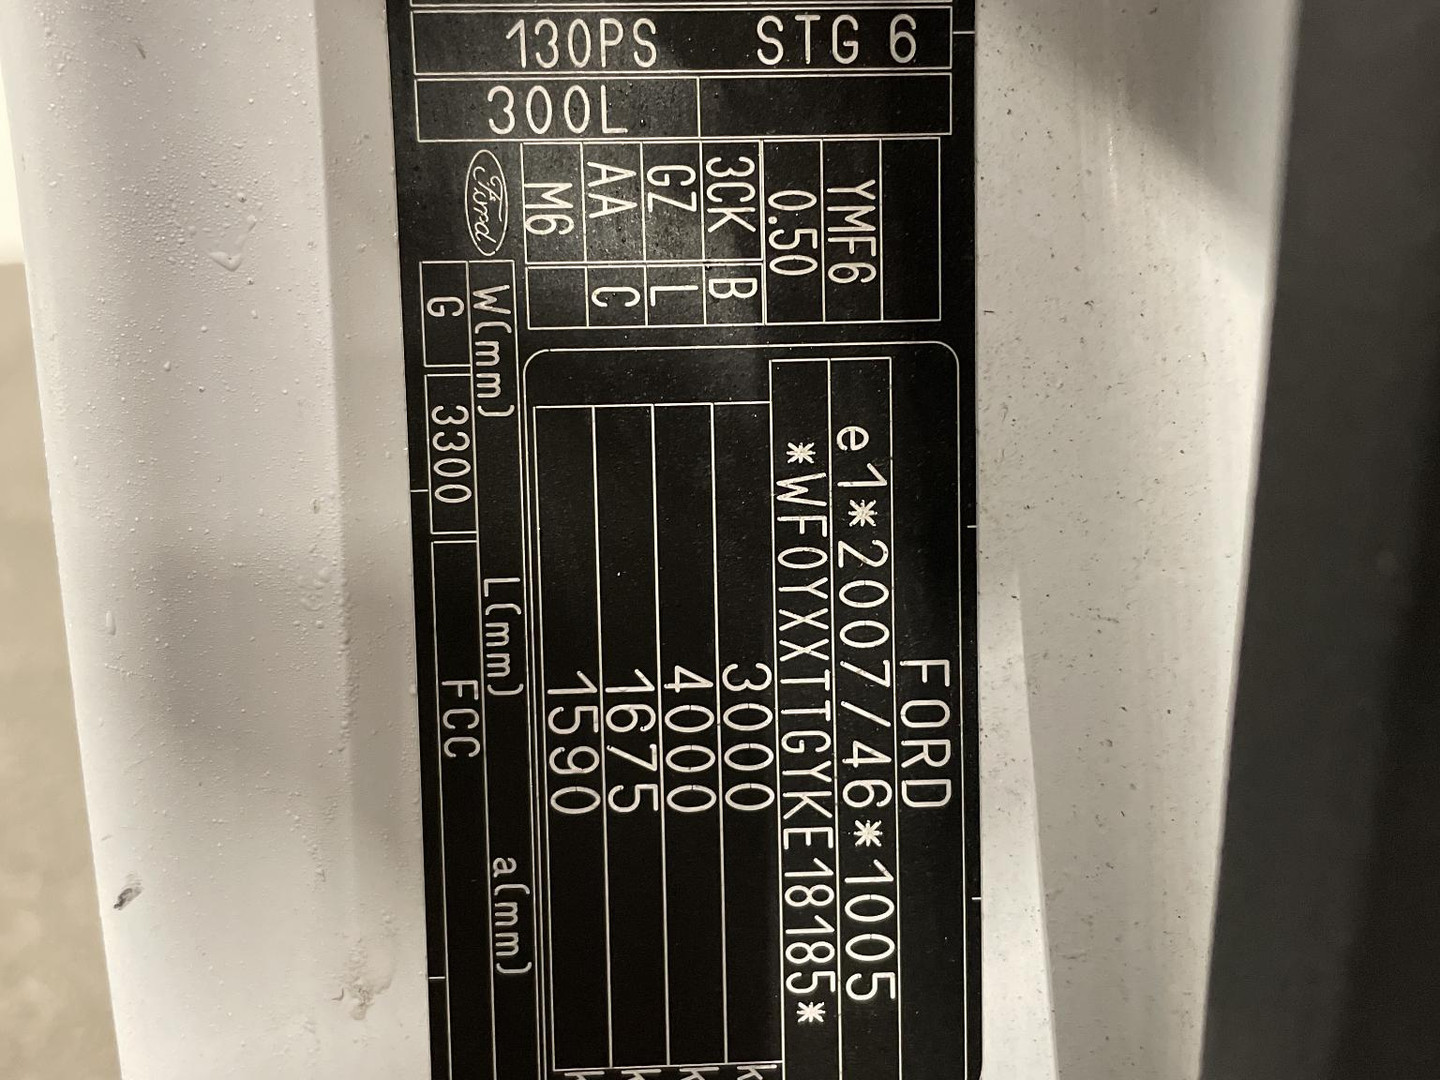 130PS STG 6
300L
FORD
e1*2007/46*1005
*WF0YXXTTGYKE18185*
3000
4000
1675
1590
YMF6
0.50
3CK B
GZ L
AA C
M6
Ford
W(mm) L(mm) a(mm)
G 3300 FCC